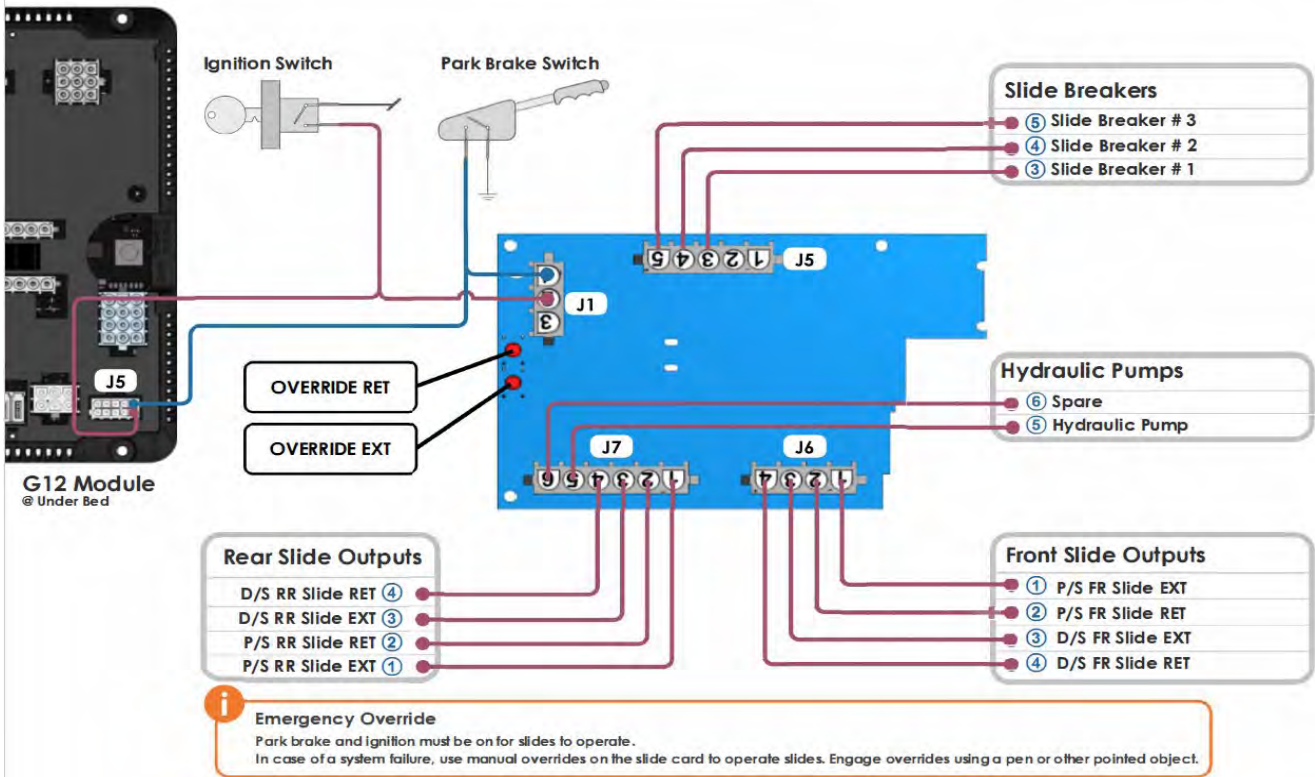 Ignition Switch
Park Brake Switch
Slide Breakers
5 Slide Breaker # 3
4 Slide Breaker # 2
3 Slide Breaker # 1
5 4 3 2 1
J5
J1
3
J5
OVERRIDE RET
OVERRIDE EXT
G12 Module
@ Under Bed
Hydraulic Pumps
6 Spare
5 Hydraulic Pump
J7
6 5 4 3 2 1
J6
4 3 2 1
Rear Slide Outputs
D/S RR Slide RET 4
D/S RR Slide EXT 3
P/S RR Slide RET 2
P/S RR Slide EXT 1
Front Slide Outputs
1 P/S FR Slide EXT
2 P/S FR Slide RET
3 D/S FR Slide EXT
4 D/S FR Slide RET
i
Emergency Override
Park brake and ignition must be on for slides to operate.
In case of a system failure, use manual overrides on the slide card to operate slides. Engage overrides using a pen or other pointed object.